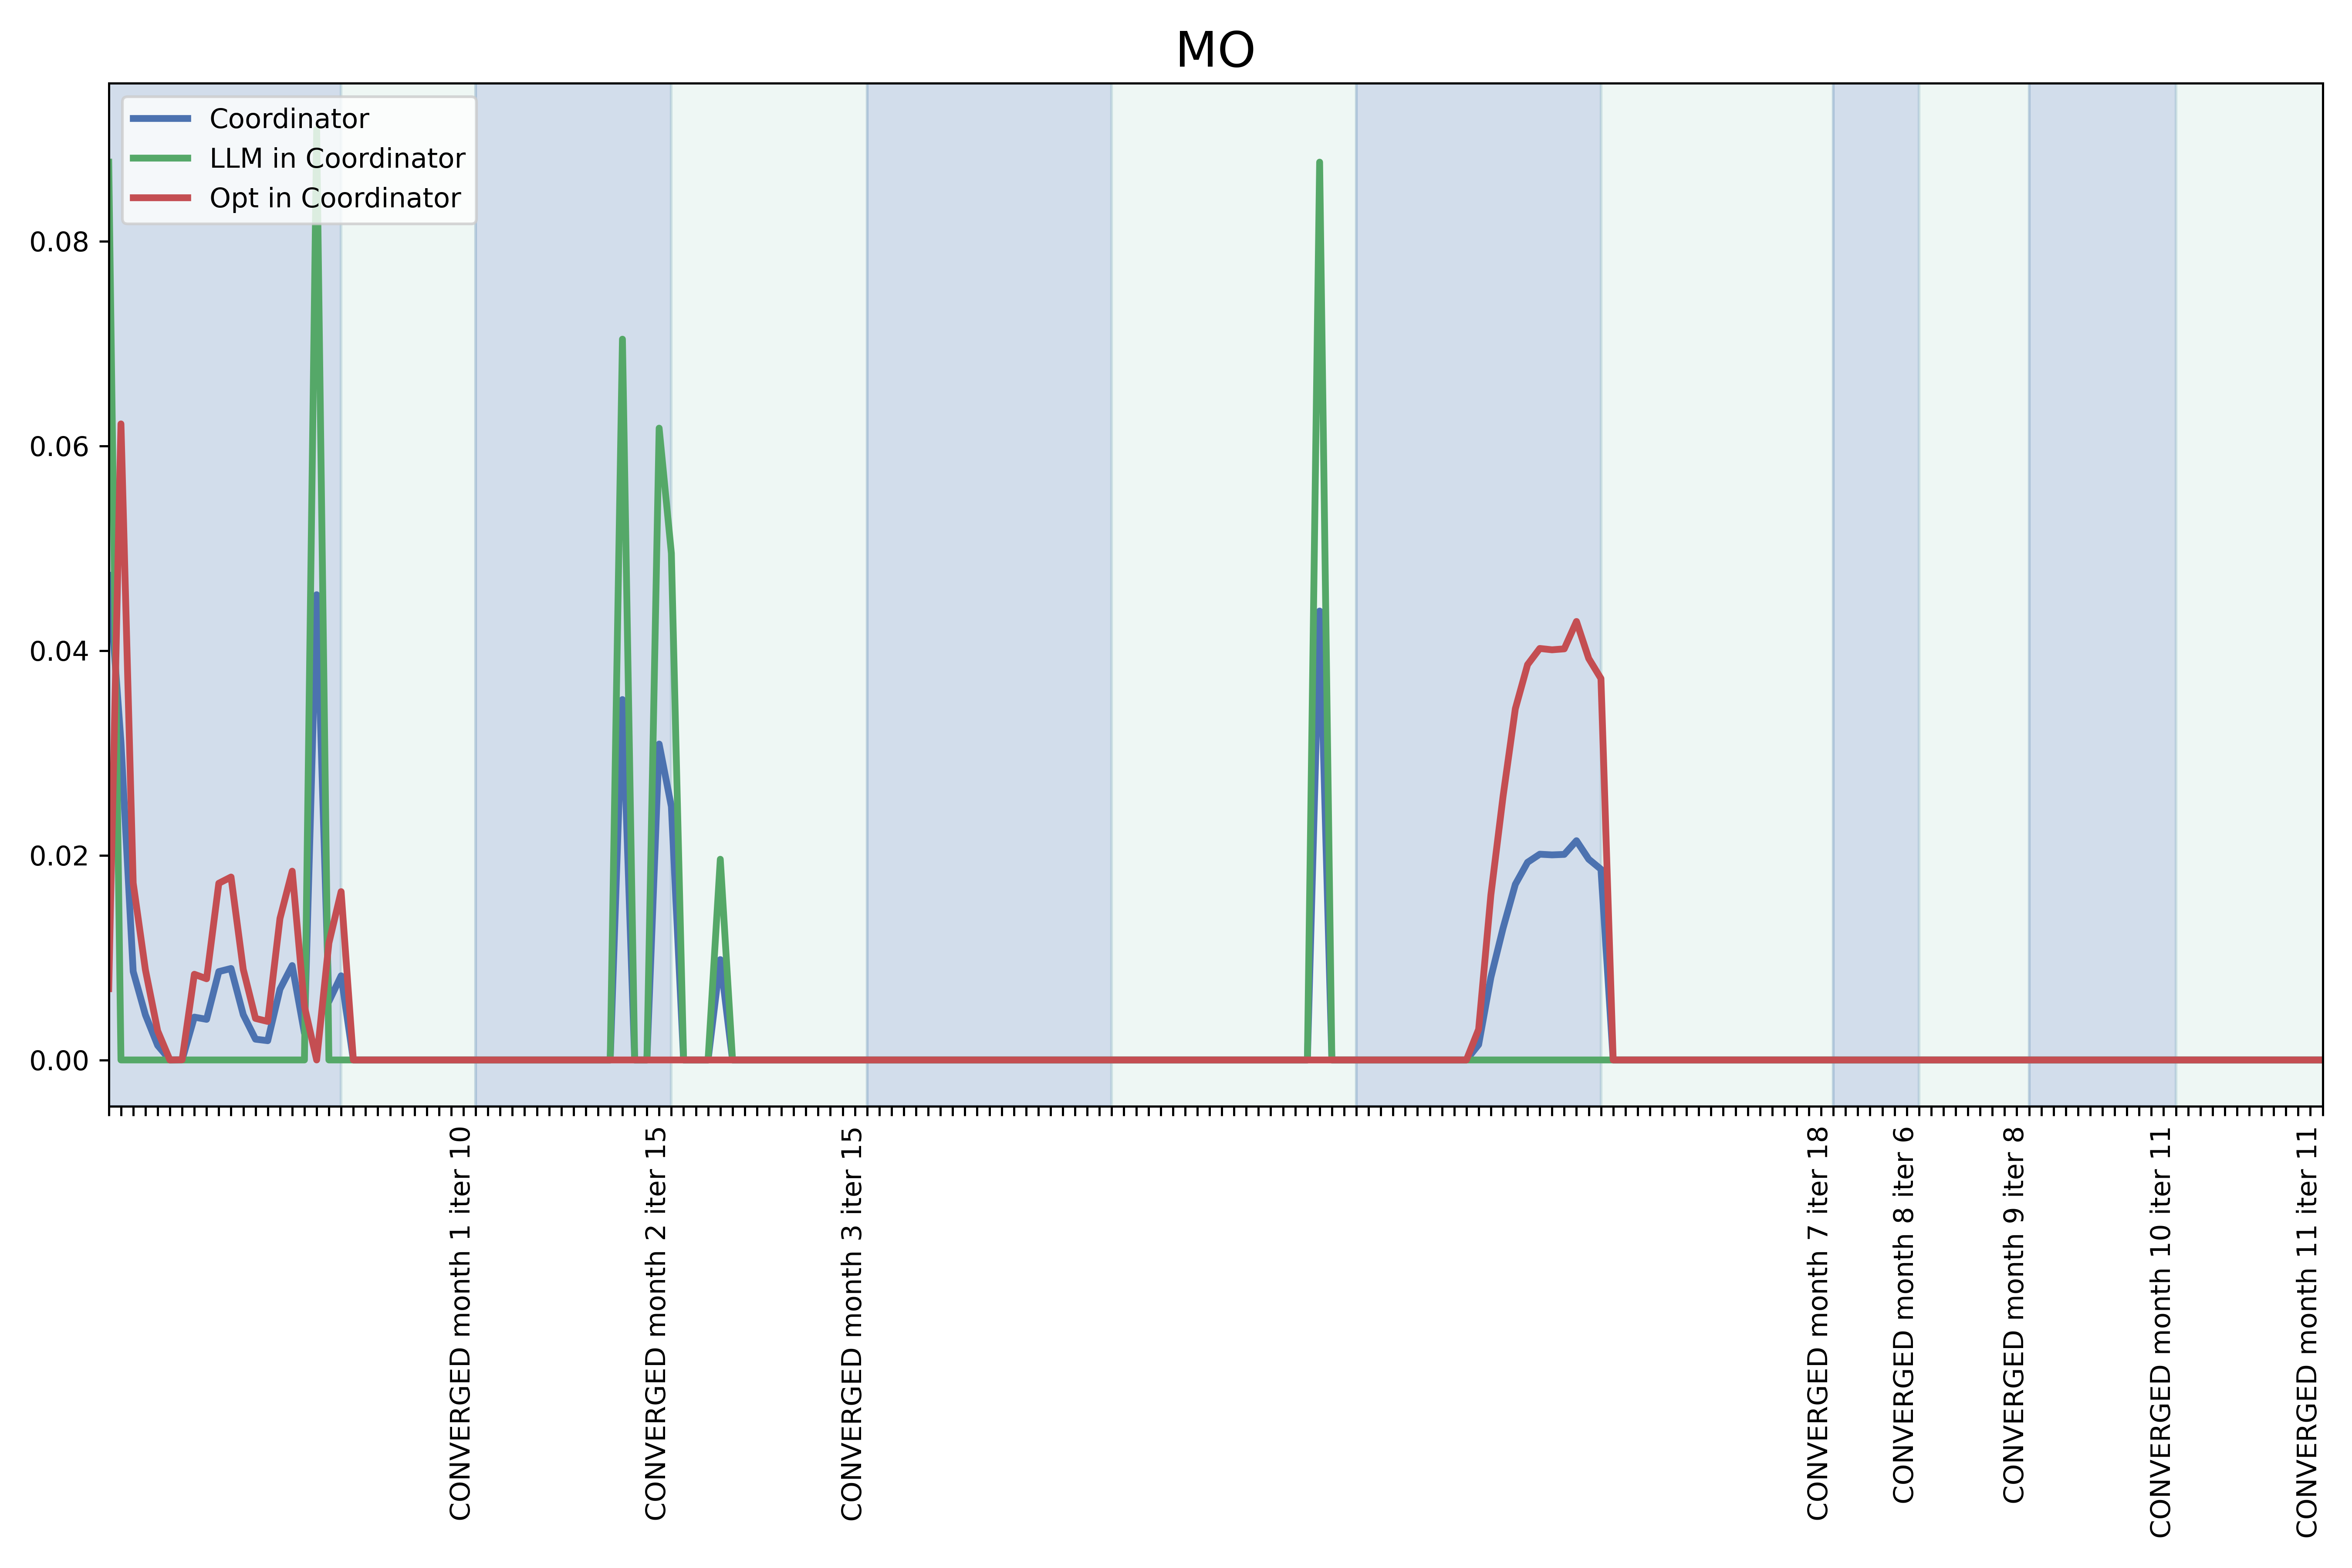 MO
Coordinator
LLM in Coordinator
Opt in Coordinator
0.08
0.06
0.04
0.02
0.00
CONVERGED month 1 iter 10
CONVERGED month 2 iter 15
CONVERGED month 3 iter 15
CONVERGED month 7 iter 18
CONVERGED month 8 iter 6
CONVERGED month 9 iter 8
CONVERGED month 10 iter 11
CONVERGED month 11 iter 11